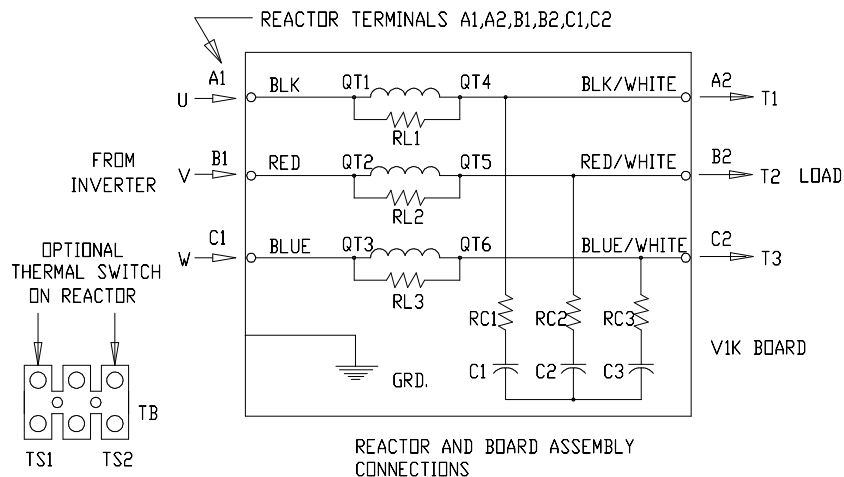 REACTOR TERMINALS A1,A2,B1,B2,C1,C2
A1 BLK QT1 QT4 BLK/WHITE A2
U T1
RL1
FROM
INVERTER
B1 RED QT2 QT5 RED/WHITE B2
V T2 LOAD
RL2
C1 BLUE QT3 QT6 BLUE/WHITE C2
W T3
RL3
OPTIONAL
THERMAL SWITCH
ON REACTOR
RC1 RC2 RC3
V1K BOARD
C1 C2 C3
GRD.
TB
TS1 TS2
REACTOR AND BOARD ASSEMBLY
CONNECTIONS